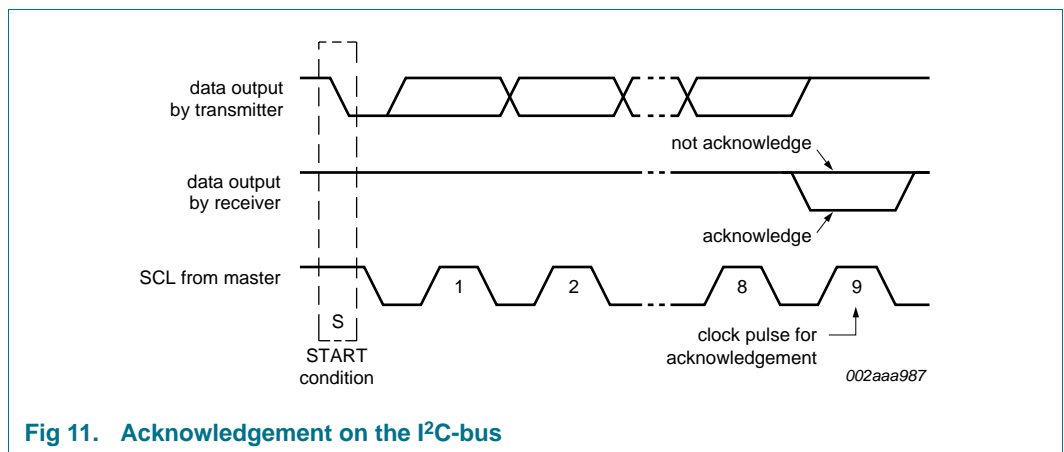 data output
by transmitter
not acknowledge
data output
by receiver
acknowledge
SCL from master
1
2
8
9
S
START
condition
clock pulse for
acknowledgement
002aaa987
Fig 11. Acknowledgement on the I²C-bus